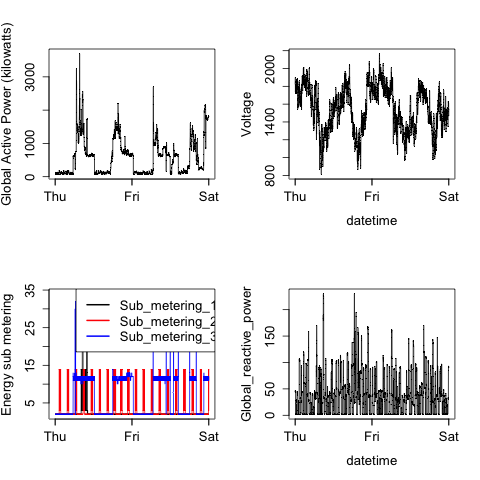 Global Active Power (kilowatts)
0 1000 3000
Thu Fri Sat
Voltage
800 1400 2000
Thu Fri Sat
datetime
Energy sub metering
5 15 25 35
Sub_metering_1
Sub_metering_2
Sub_metering_3
Thu Fri Sat
Global_reactive_power
0 50 150
Thu Fri Sat
datetime